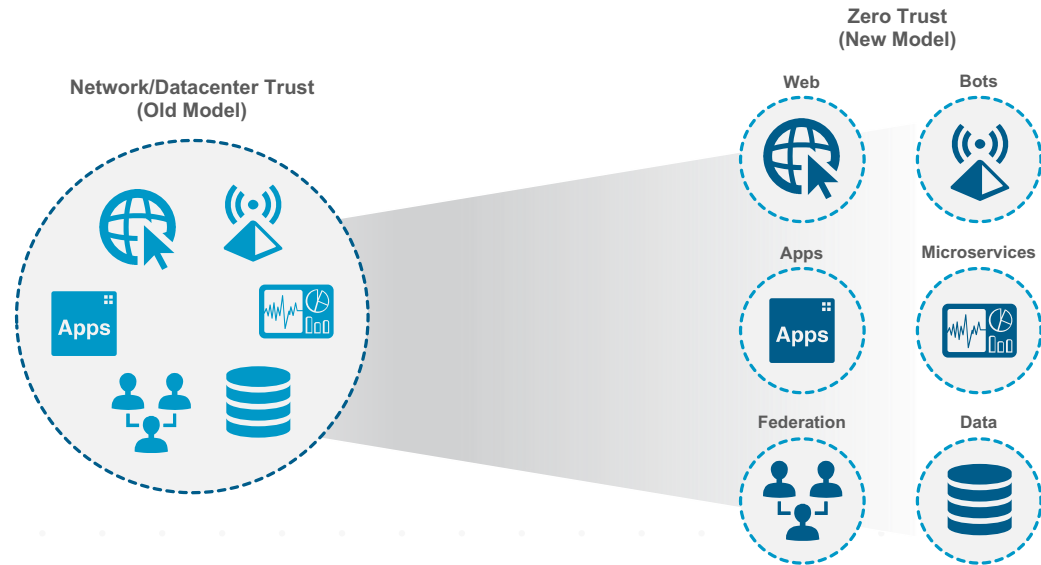 Zero Trust
(New Model)
Network/Datacenter Trust
(Old Model)
Web
Bots
Apps
Microservices
Apps
Apps
Federation
Data